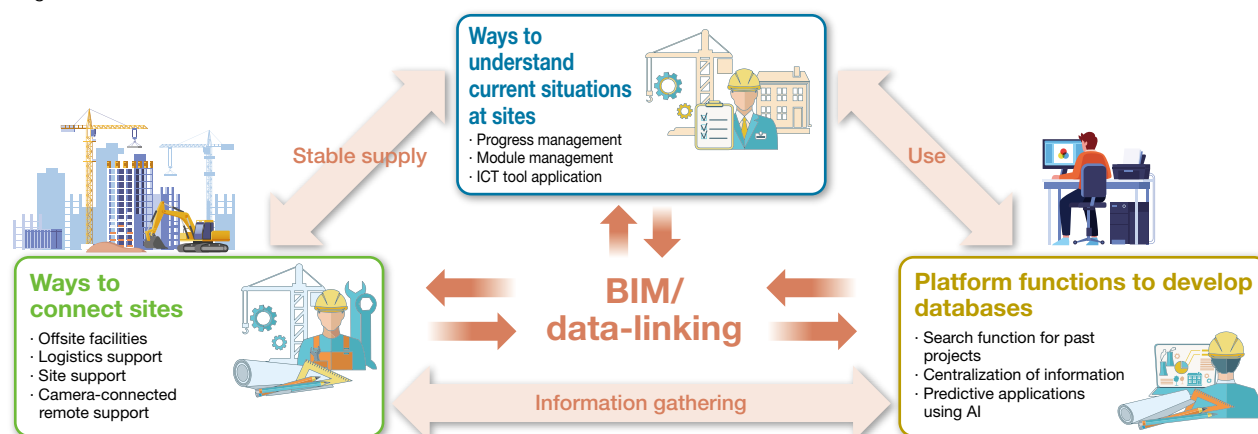 Ways to
understand
current situations
at sites
· Progress management
· Module management
· ICT tool application
Stable supply
Use
Ways to
connect sites
· Offsite facilities
· Logistics support
· Site support
· Camera-connected
remote support
BIM/
data-linking
Platform functions to develop
databases
· Search function for past
projects
· Centralization of information
· Predictive applications
using AI
Information gathering